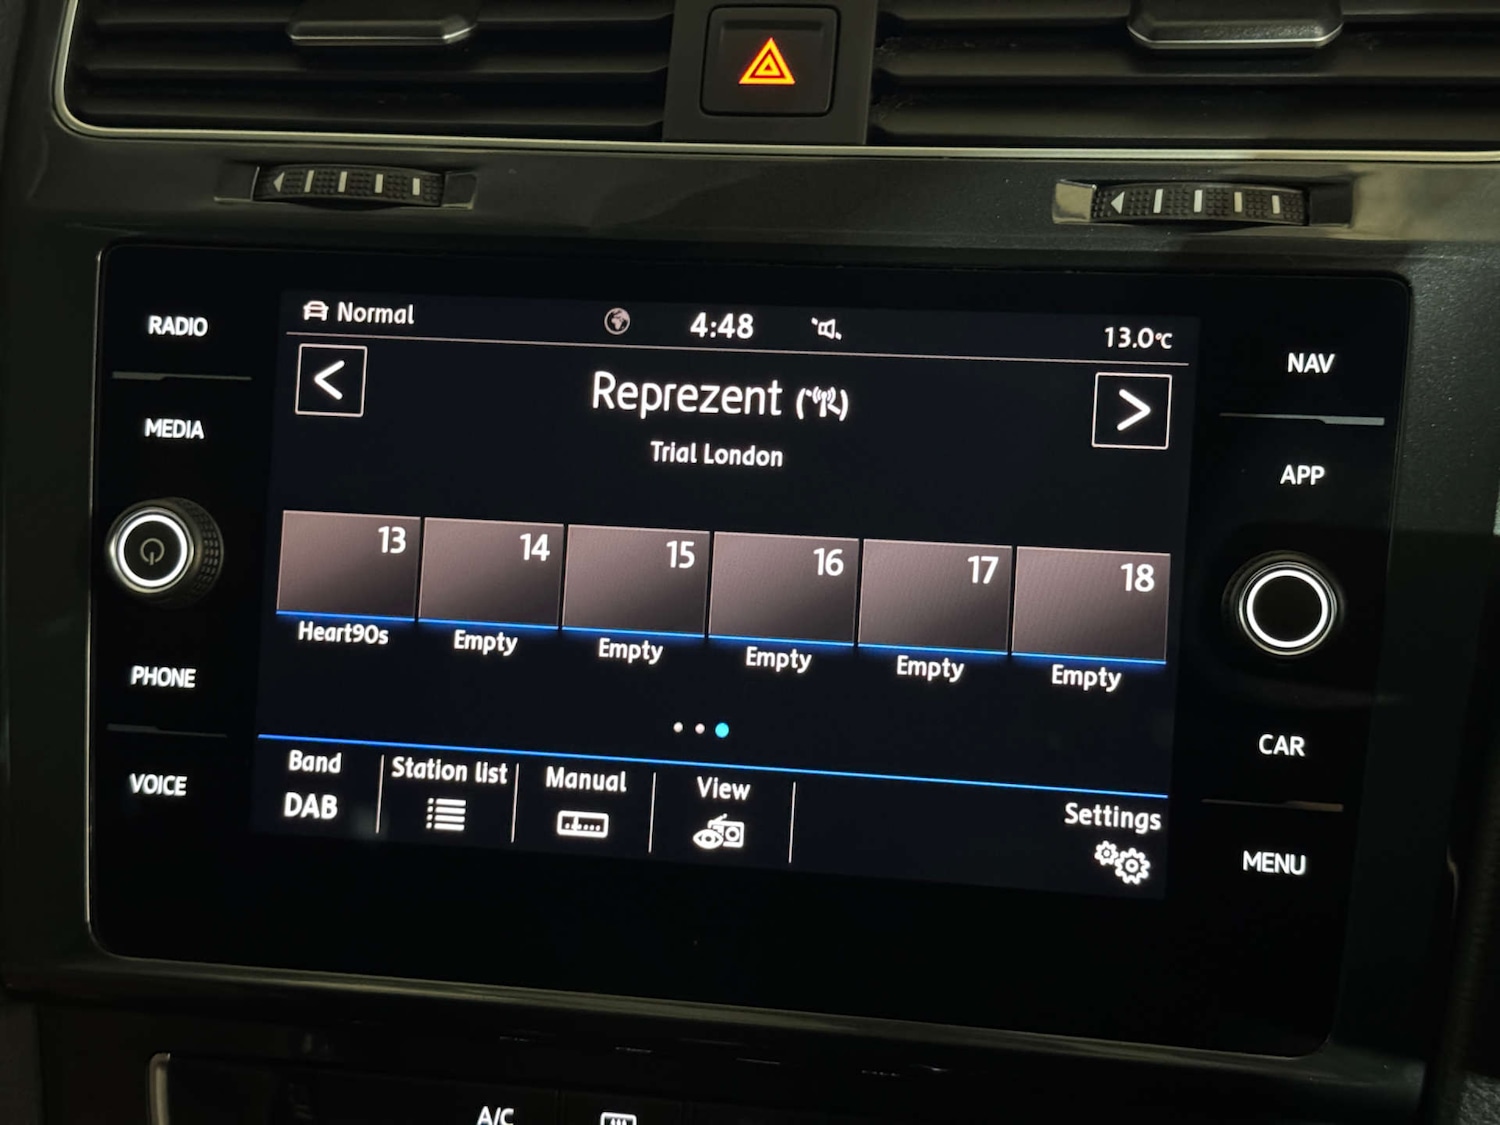 RADIO
MEDIA
PHONE
VOICE
Normal
4:48
13.0°C
<
Reprezent
>
Trial London
13
14
15
16
17
18
Heart90s
Empty
Empty
Empty
Empty
Empty
Band
DAB
Station list
Manual
View
Settings
NAV
APP
CAR
MENU
A/C